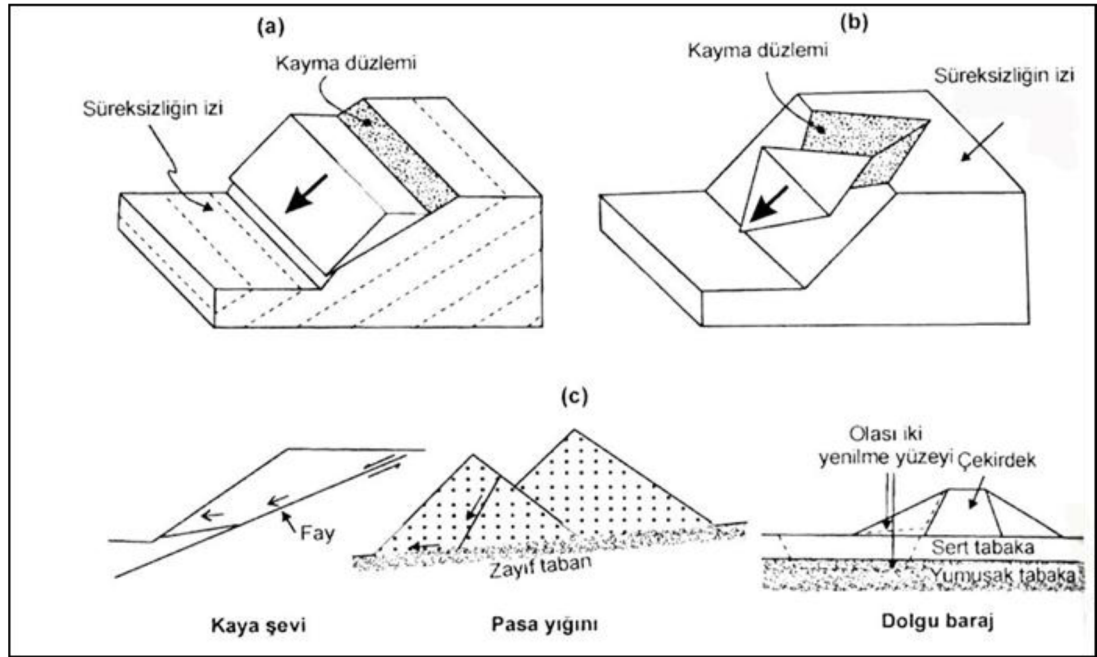 (a)
Kayma düzlemi
Süreksizliğin izi
(b)
Kayma düzlemi
Süreksizliğin izi
(c)
Fay
Kaya şevi
Zayıf taban
Pasa yığını
Olası iki
yenilme yüzeyi
Çekirdek
Sert tabaka
Yumuşak tabaka
Dolgu baraj